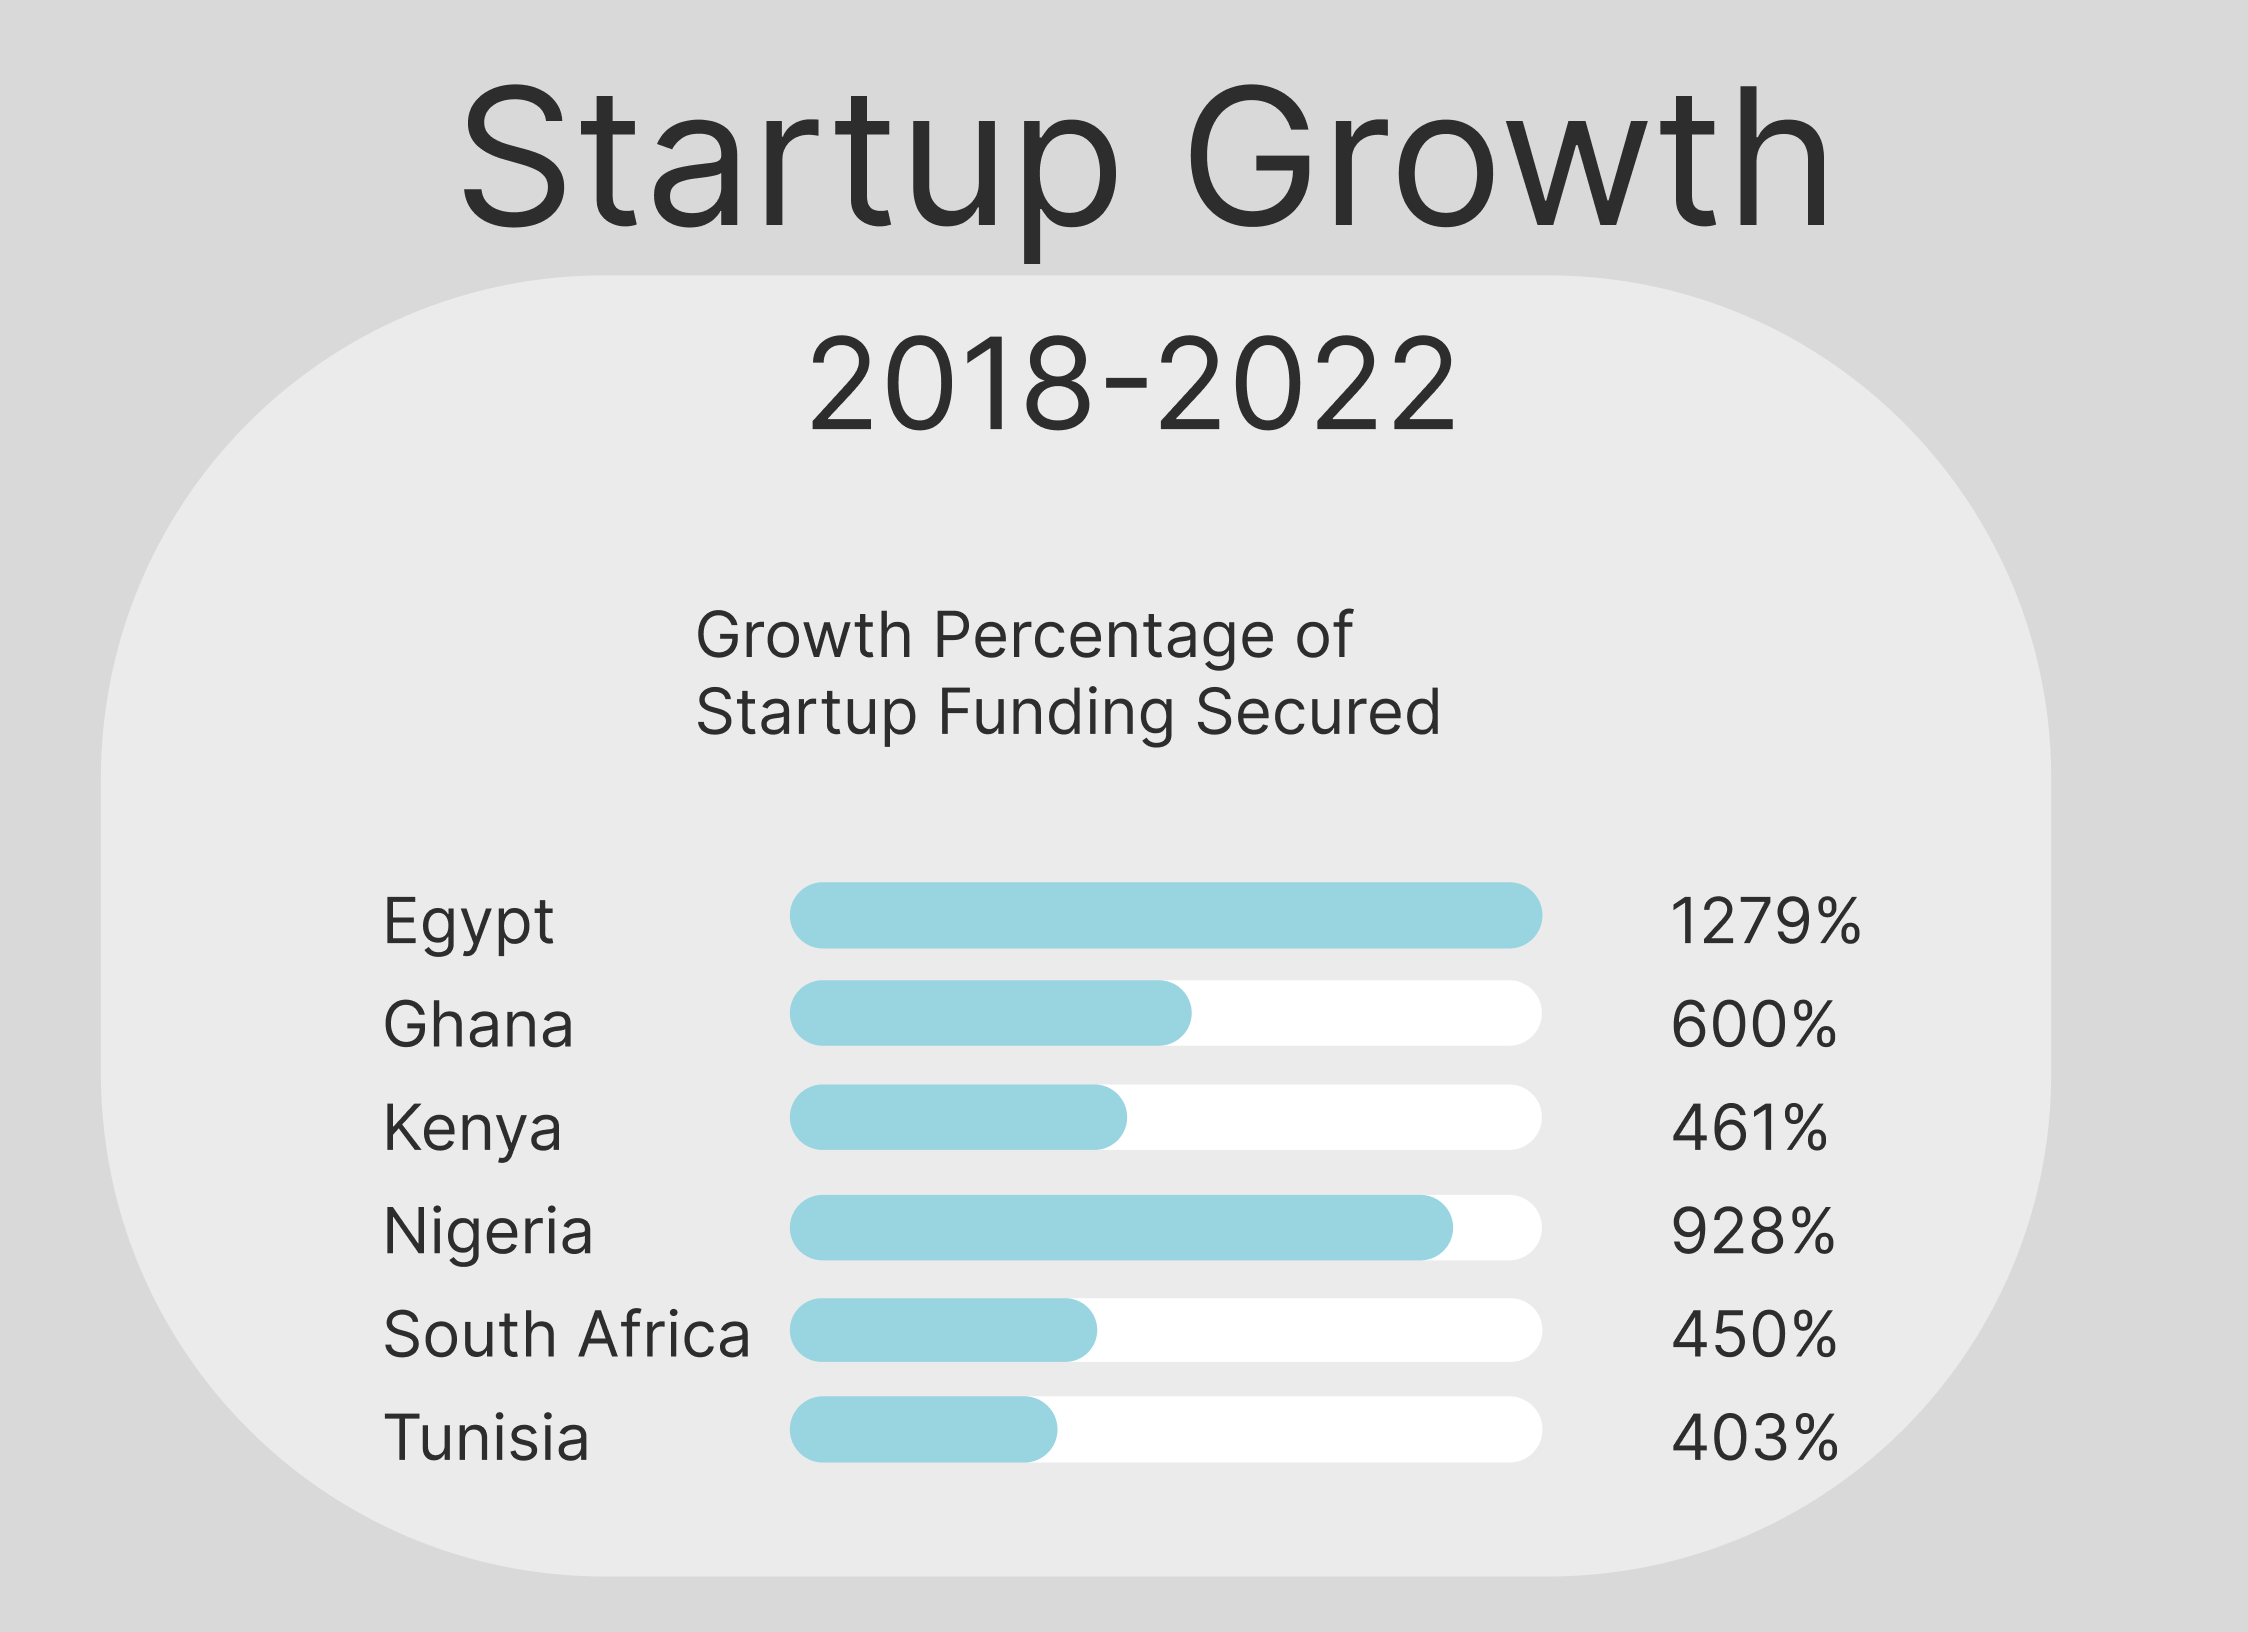 Startup Growth
2018-2022
Growth Percentage of
Startup Funding Secured
Egypt 1279%
Ghana 600%
Kenya 461%
Nigeria 928%
South Africa 450%
Tunisia 403%